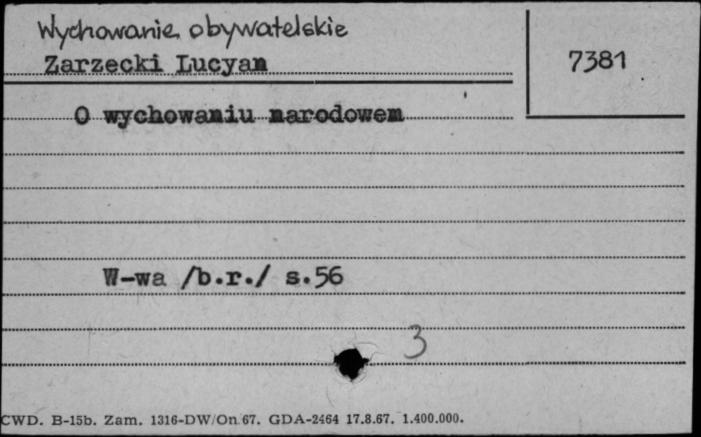 Wychowanie obywatelskie
Zarzecki Lucyan
7381
O wychowaniu narodowem
W-wa /b.r./ s.56
3
CWD. B-15b. Zam. 1316-DW/On 67. GDA-2464 17.8.67. 1.400.000.